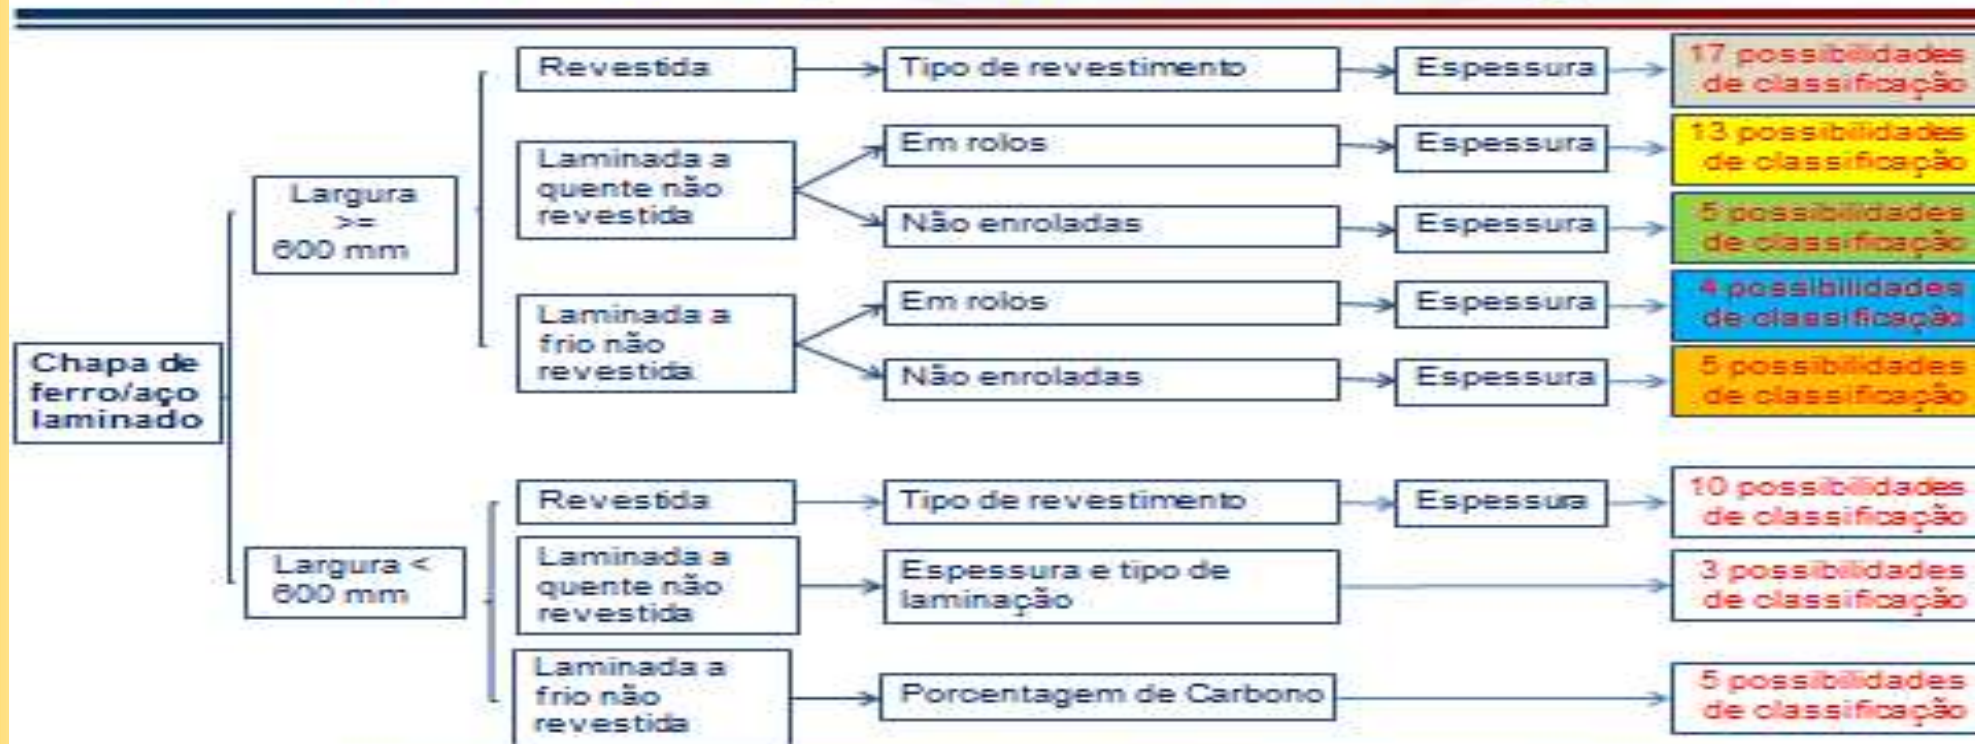 Chapa de
ferro/aço
laminado
Largura
>=
600 mm
Revestida
Tipo de revestimento
Espessura
17 possibilidades
de classificação
Laminada a
quente não
revestida
Em rolos
Espessura
13 possibilidades
de classificação
Não enroladas
Espessura
5 possibilidades
de classificação
Laminada a
frio não
revestida
Em rolos
Espessura
4 possibilidades
de classificação
Não enroladas
Espessura
5 possibilidades
de classificação
Largura <
600 mm
Revestida
Tipo de revestimento
Espessura
10 possibilidades
de classificação
Laminada a
quente não
revestida
Espessura e tipo de
laminação
3 possibilidades
de classificação
Laminada a
frio não
revestida
Porcentagem de Carbono
5 possibilidades
de classificação